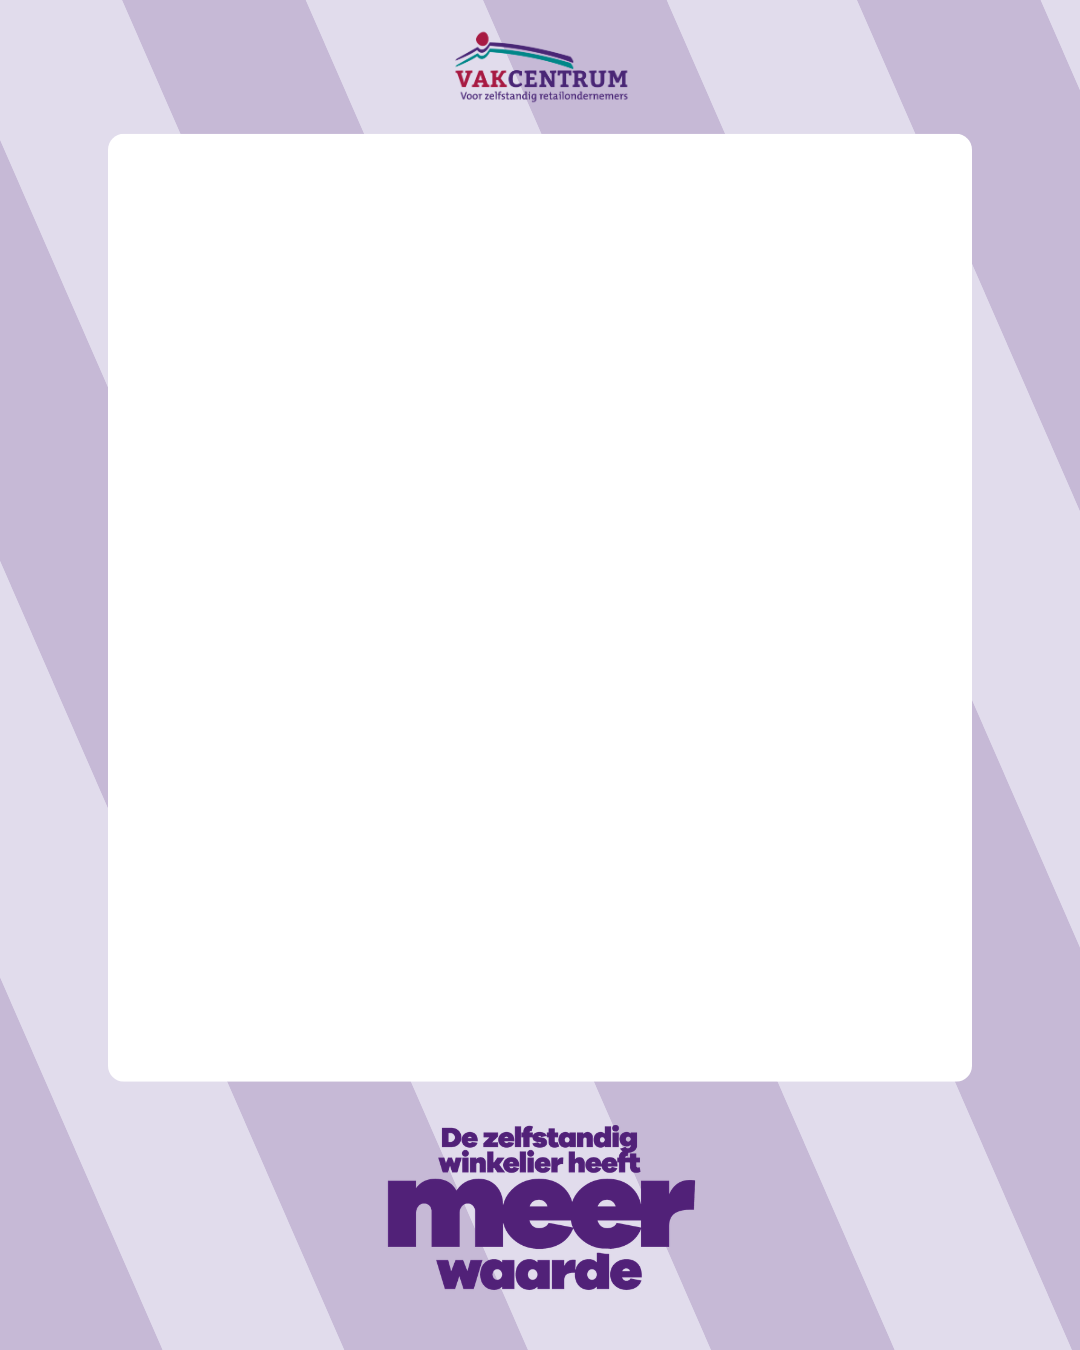 VAKCENTRUM
Voor zelfstandig retailondernemers
De zelfstandig
winkelier heeft
meer
waarde